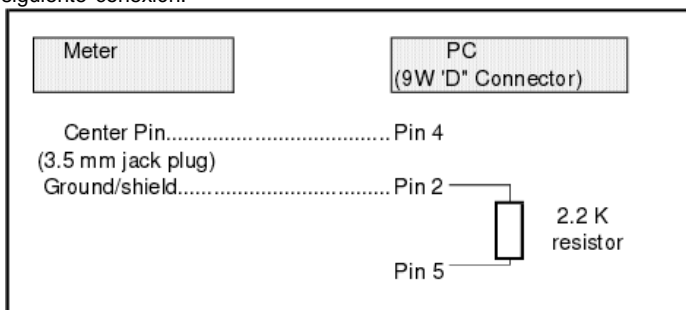 siguiente conexión:
Meter
PC
(9W 'D" Connector)
Center Pin.......................................... Pin 4
(3.5 mm jack plug)
Ground/shield...................................... Pin 2
2.2 K
resistor
Pin 5